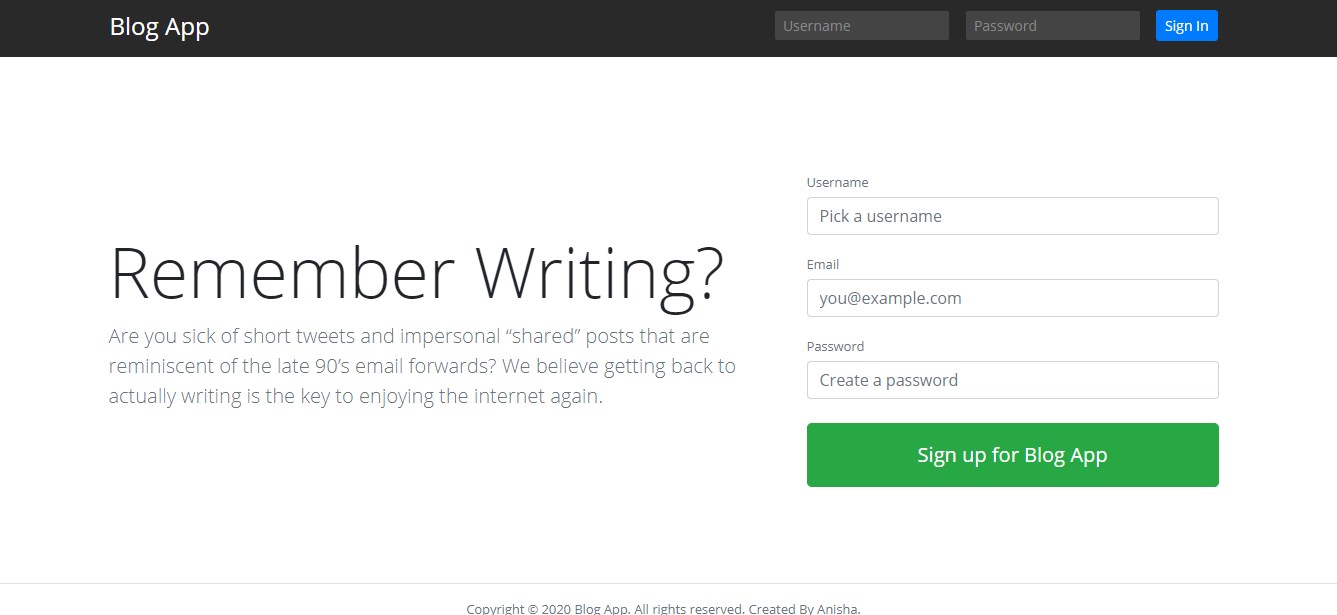 Blog App
Username
Password
Sign In
Remember Writing?
Are you sick of short tweets and impersonal “shared” posts that are
reminiscent of the late 90’s email forwards? We believe getting back to
actually writing is the key to enjoying the internet again.
Username
Pick a username
Email
you@example.com
Password
Create a password
Sign up for Blog App
Copyright © 2020 Blog App. All rights reserved. Created By Anisha.